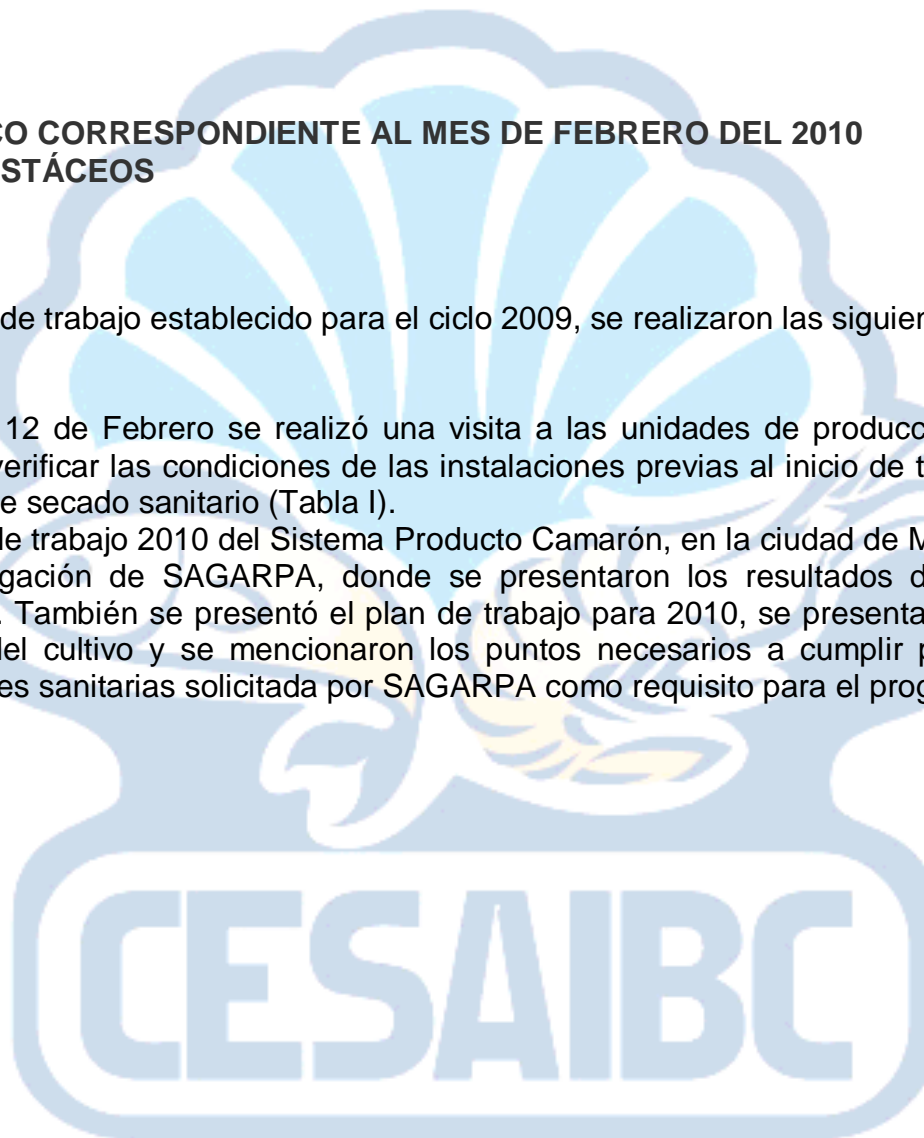 CO CORRESPONDIENTE AL MES DE FEBRERO DEL 2010
STÁCEOS
de trabajo establecido para el ciclo 2009, se realizaron las siguien
12 de Febrero se realizó una visita a las unidades de producc
verificar las condiciones de las instalaciones previas al inicio de t
e secado sanitario (Tabla I).
de trabajo 2010 del Sistema Producto Camarón, en la ciudad de M
gación de SAGARPA, donde se presentaron los resultados d
. También se presentó el plan de trabajo para 2010, se presenta
del cultivo y se mencionaron los puntos necesarios a cumplir p
es sanitarias solicitada por SAGARPA como requisito para el prog
CESAIBC